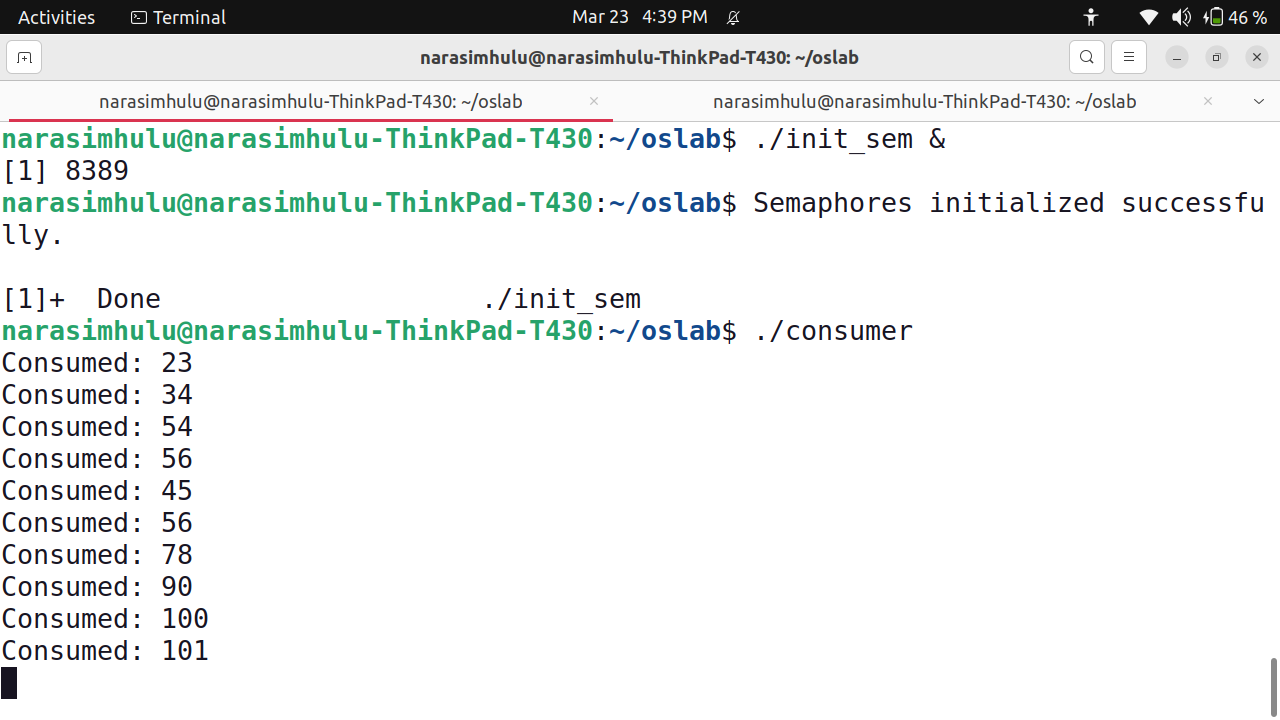 Activities Terminal Mar 23 4:39 PM 46 %
narasimhulu@narasimhulu-ThinkPad-T430: ~/oslab
narasimhulu@narasimhulu-ThinkPad-T430: ~/oslab narasimhulu@narasimhulu-ThinkPad-T430: ~/oslab
narasimhulu@narasimhulu-ThinkPad-T430:~/oslab$ ./init_sem &
[1] 8389
narasimhulu@narasimhulu-ThinkPad-T430:~/oslab$ Semaphores initialized successfu
lly.
[1]+  Done                    ./init_sem
narasimhulu@narasimhulu-ThinkPad-T430:~/oslab$ ./consumer
Consumed: 23
Consumed: 34
Consumed: 54
Consumed: 56
Consumed: 45
Consumed: 56
Consumed: 78
Consumed: 90
Consumed: 100
Consumed: 101